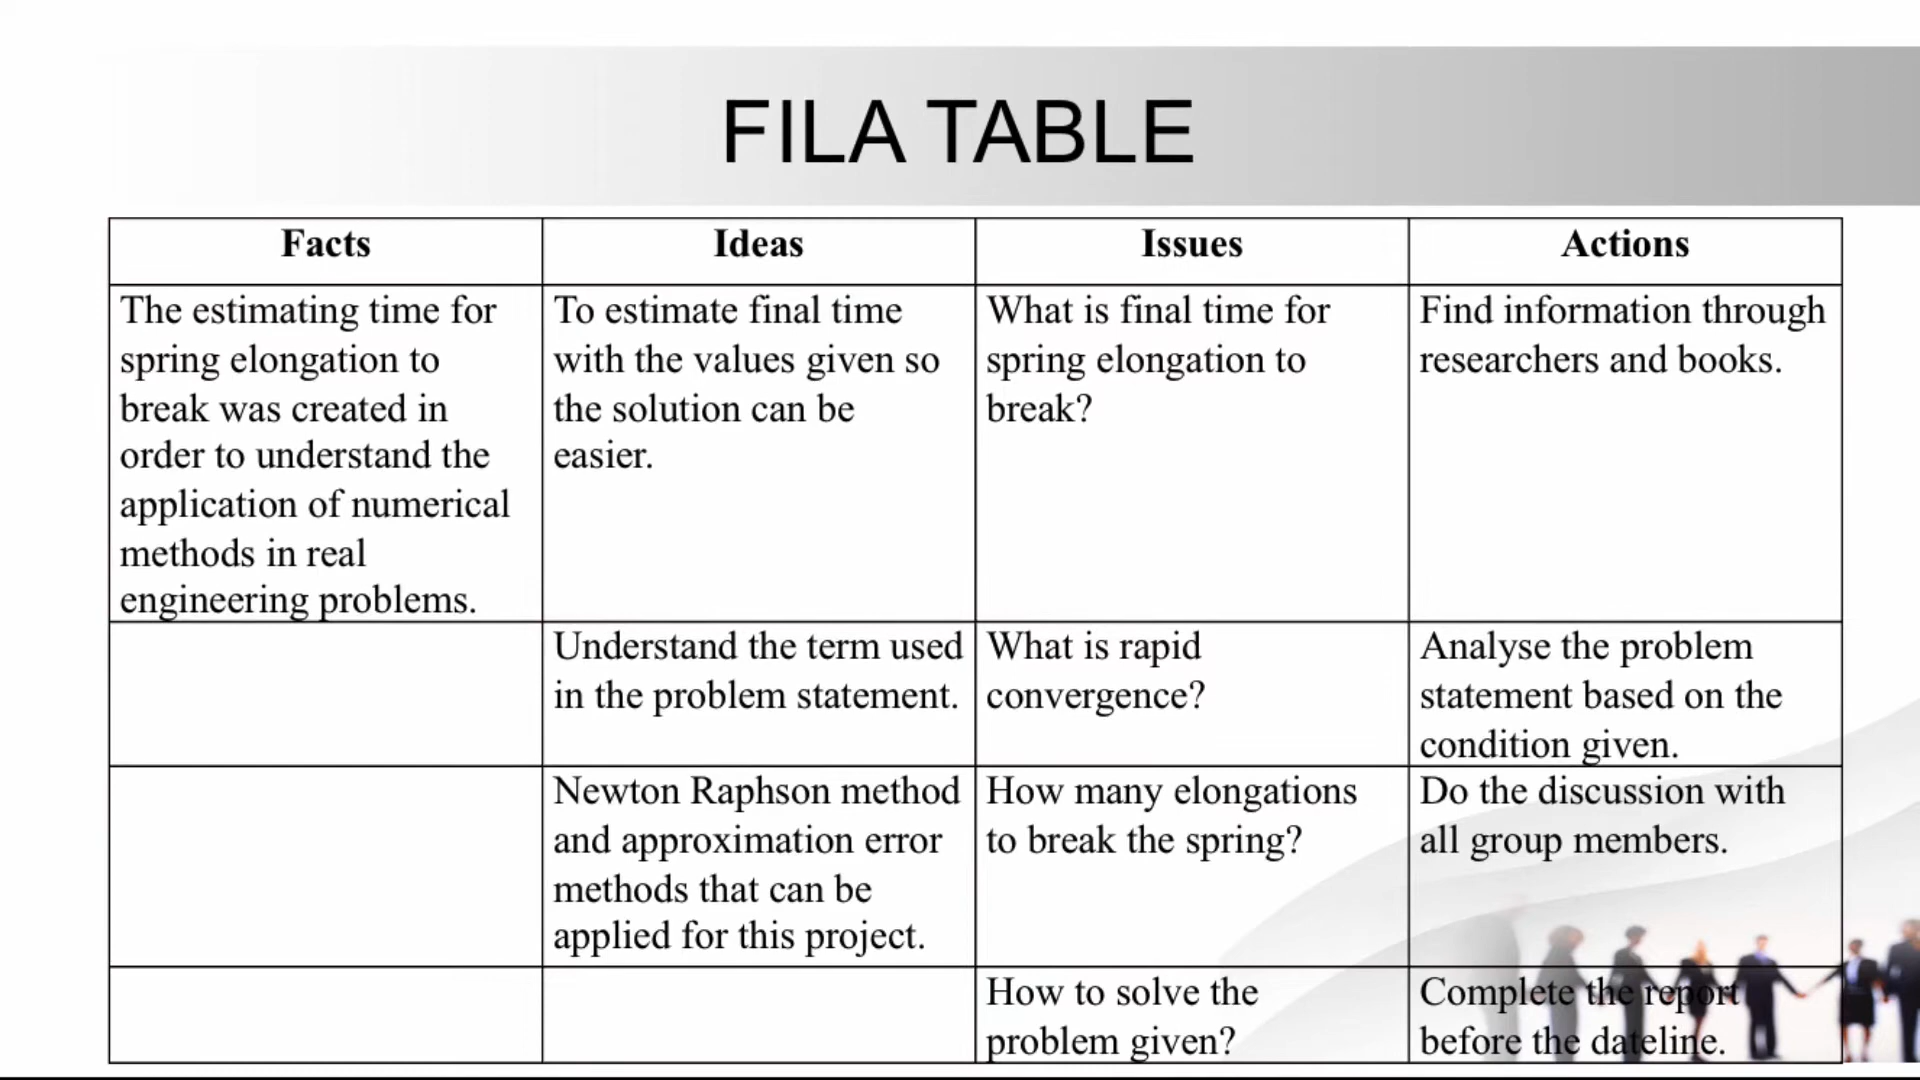 FILA TABLE
Facts
Ideas
Issues
Actions
The estimating time for
spring elongation to
break was created in
order to understand the
application of numerical
methods in real
engineering problems.
To estimate final time
with the values given so
the solution can be
easier.
What is final time for
spring elongation to
break?
Find information through
researchers and books.
Understand the term used
in the problem statement.
What is rapid
convergence?
Analyse the problem
statement based on the
condition given.
Newton Raphson method
and approximation error
methods that can be
applied for this project.
How many elongations
to break the spring?
Do the discussion with
all group members.
How to solve the
problem given?
Complete the report
before the dateline.